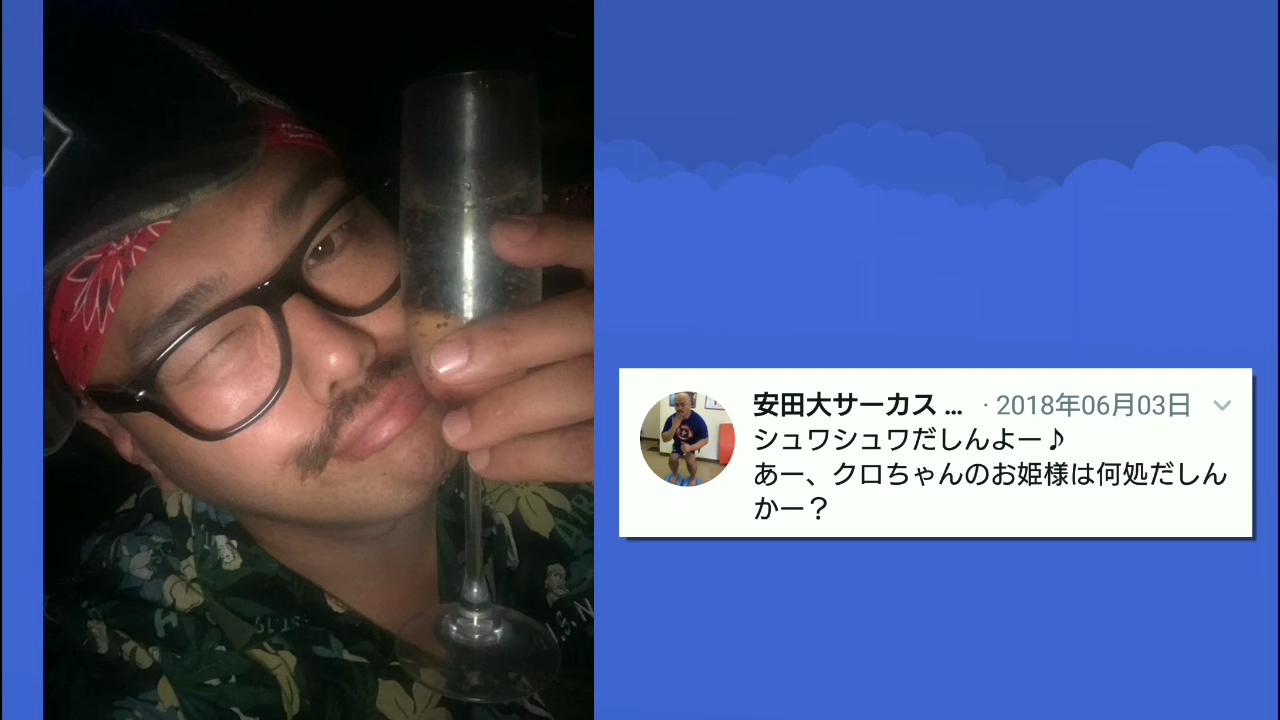 安田大サーカス ... ・2018年06月03日
シュワシュワだしんよー♪
あー、クロちゃんのお姫様は何処だしん
かー？